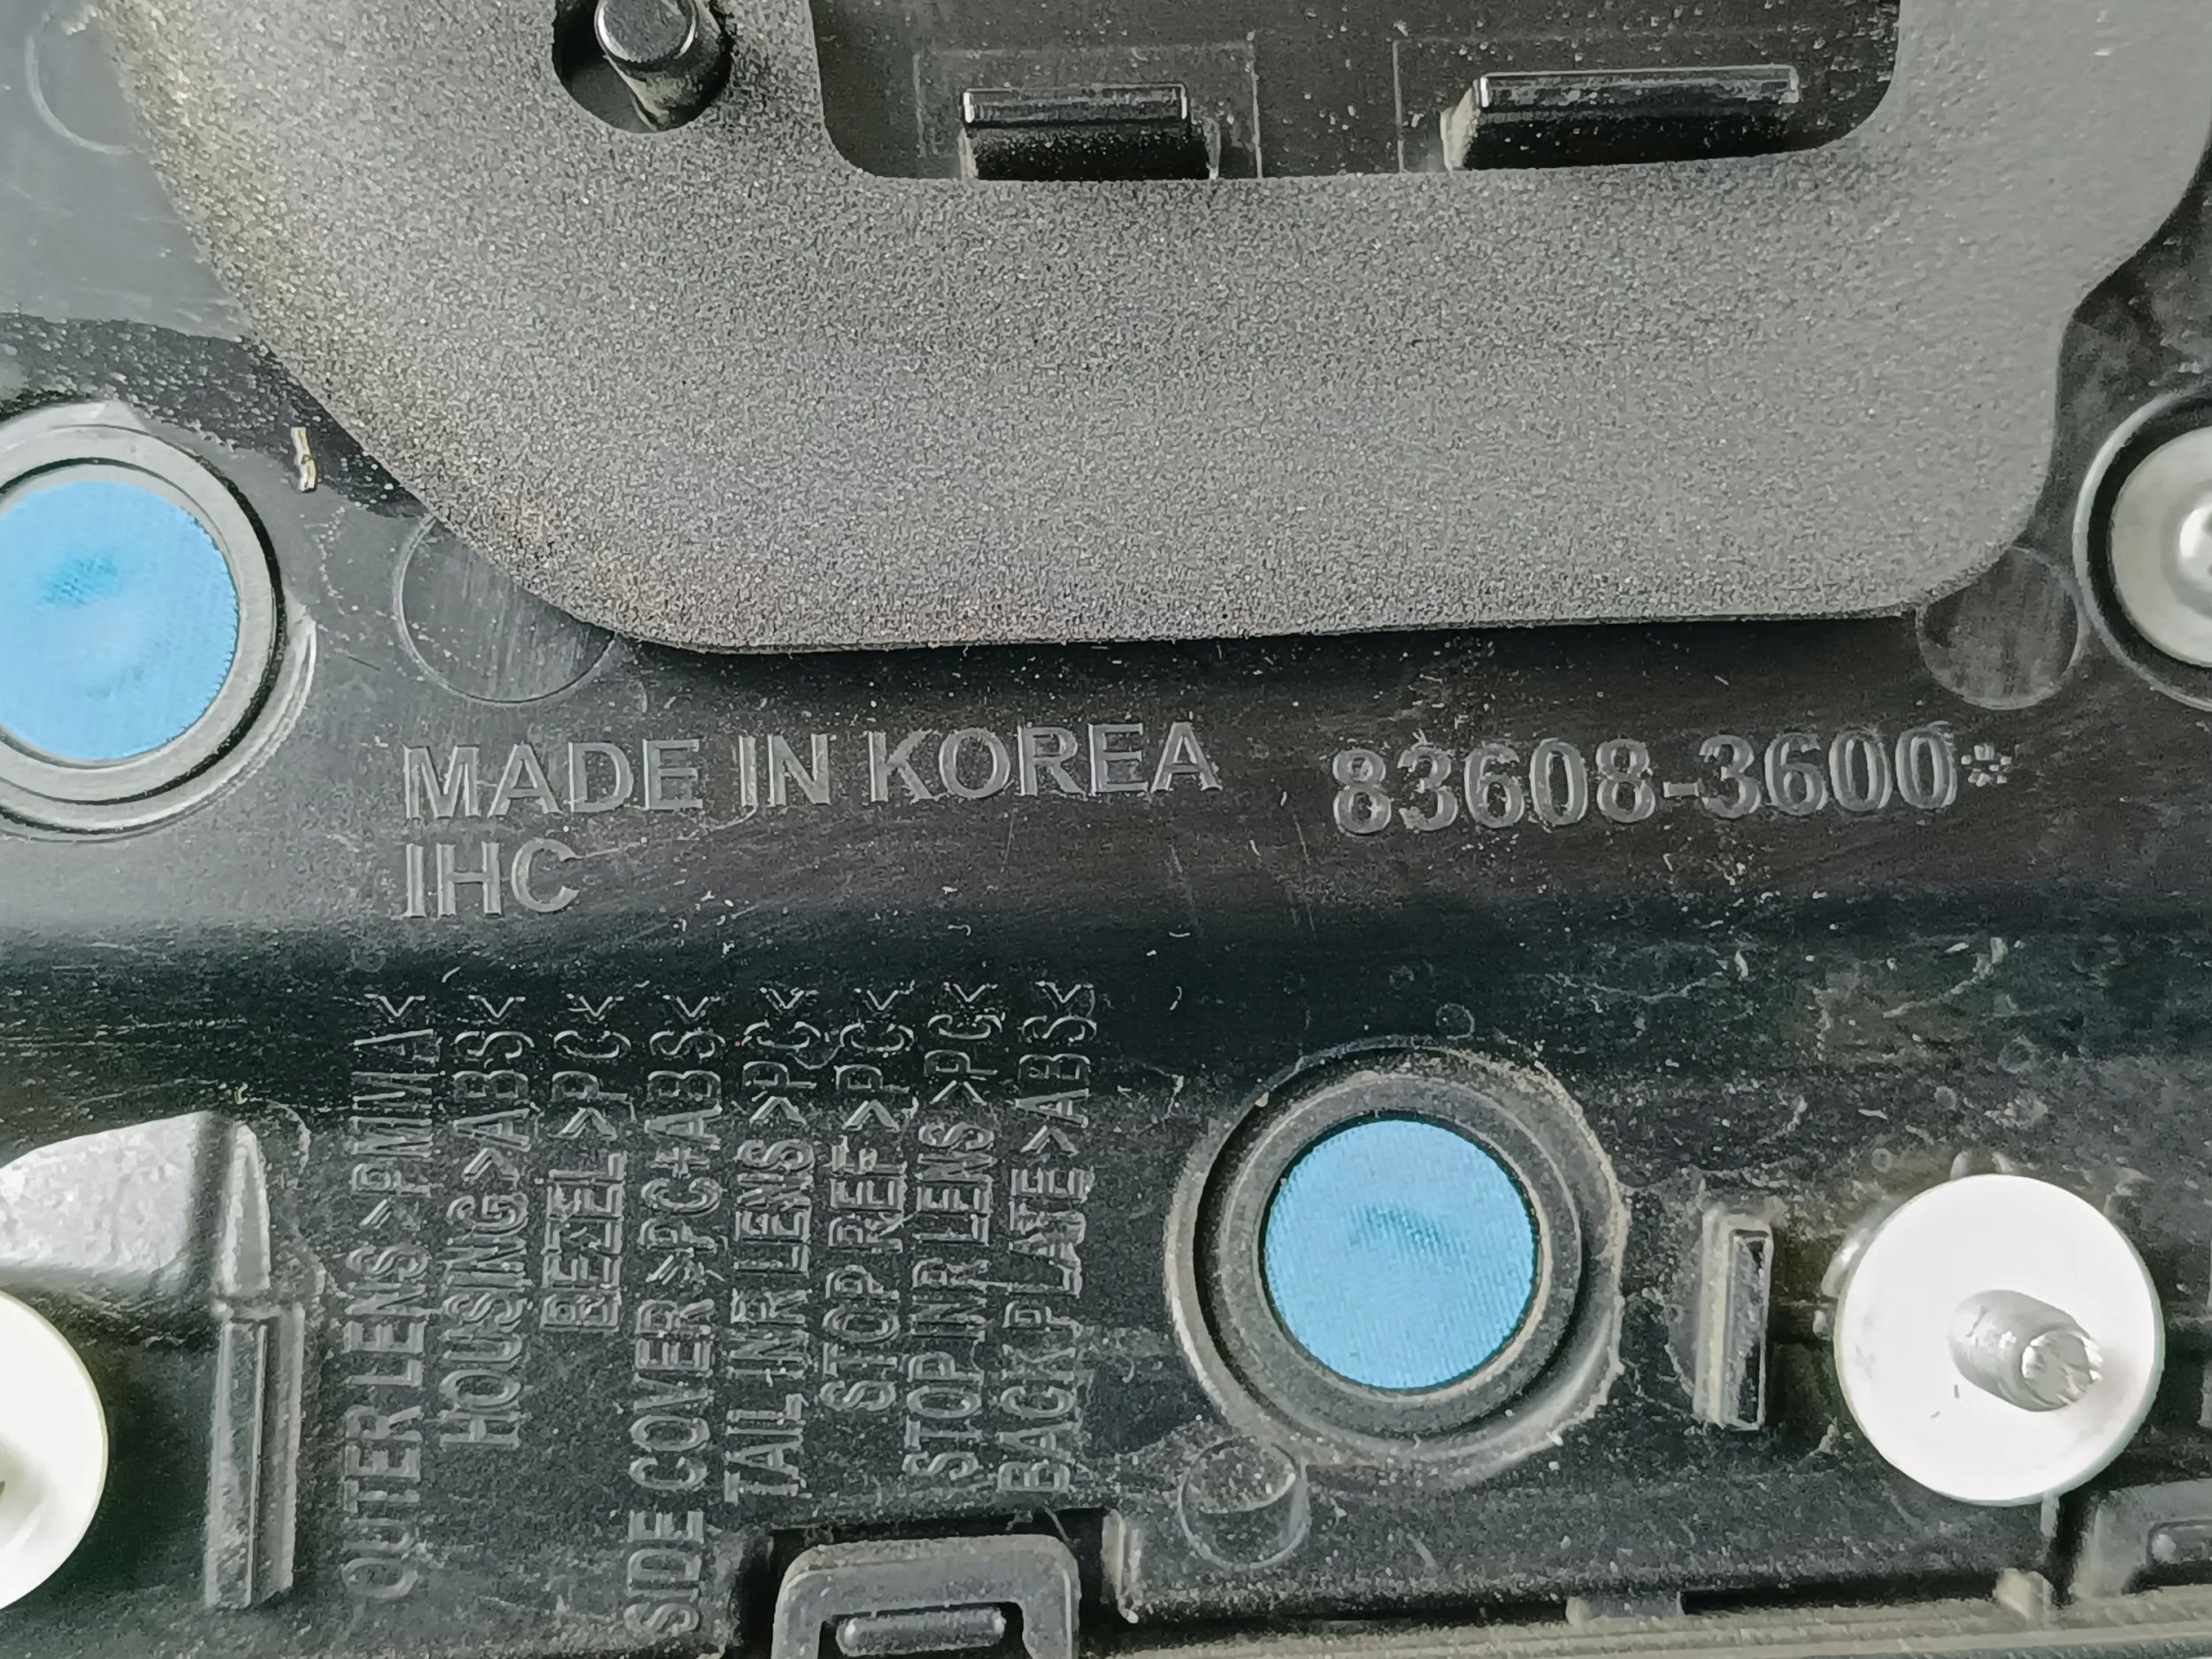 MADE IN KOREA
83608-3600*
IHC
OUTER LENS >PMMA<
HOUSING >ABS<
BEZEL >PC<
SIDE COVER >PC+ABS<
TAIL INR LENS >PC<
STOP REF >PC<
STOP INR LENS >PC<
BACK PLATE >ABS<